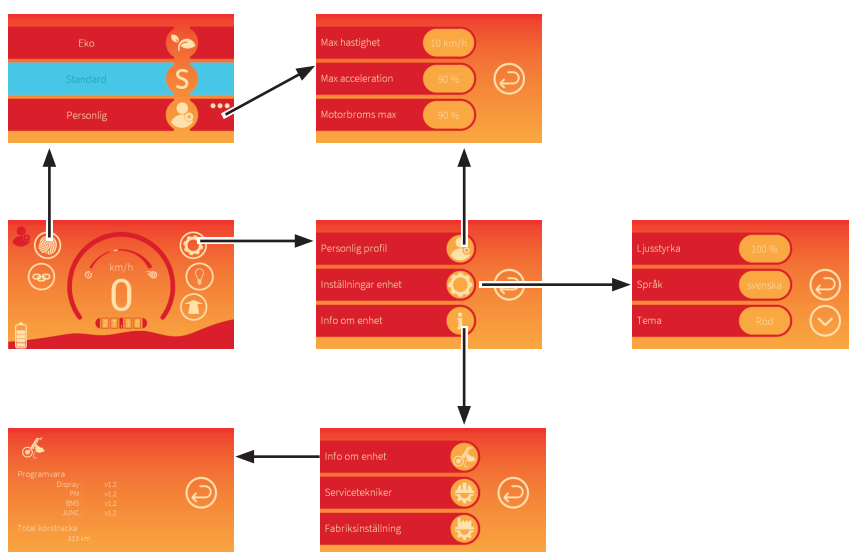 Eko
Standard
S
Personlig
Max hastighet 10 km/h
Max acceleration 90 %
Motorbroms max 90 %
km/h
0
Personlig profil
Inställningar enhet
Info om enhet
i
Ljusstyrka 100 %
Språk svenska
Tema Röd
Programvara
Display : v1.2
PM : v1.2
BMS : v1.2
JUNC : v1.2
Total körstracka
313 km
Info om enhet
Servicetekniker
Fabriksinställning